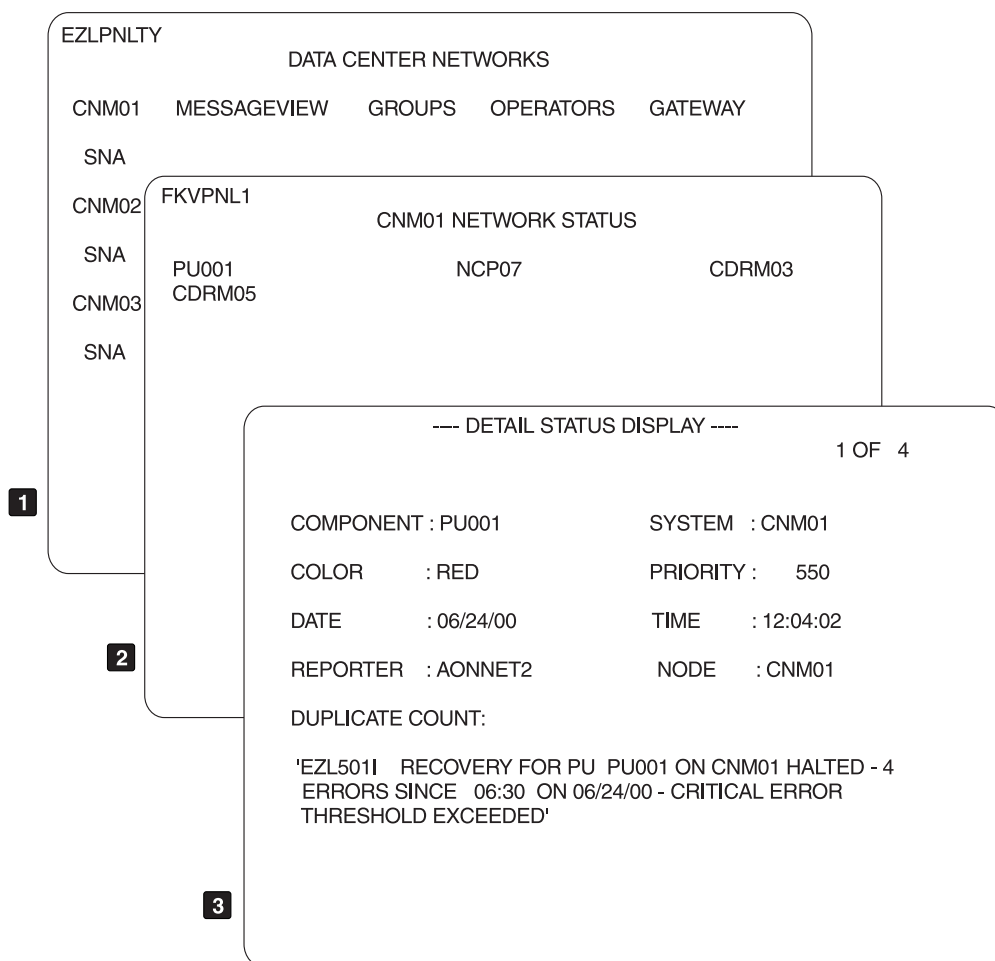 EZLPNLTY
DATA CENTER NETWORKS
CNM01 MESSAGEVIEW GROUPS OPERATORS GATEWAY
SNA
CNM02
SNA
CNM03
SNA
1
FKVPNL1
CNM01 NETWORK STATUS
PU001 NCP07 CDRM03
CDRM05
2
---- DETAIL STATUS DISPLAY ----
1 OF 4
COMPONENT : PU001 SYSTEM : CNM01
COLOR : RED PRIORITY : 550
DATE : 06/24/00 TIME : 12:04:02
REPORTER : AONNET2 NODE : CNM01
DUPLICATE COUNT:
'EZL501I RECOVERY FOR PU PU001 ON CNM01 HALTED - 4
ERRORS SINCE 06:30 ON 06/24/00 - CRITICAL ERROR
THRESHOLD EXCEEDED'
3